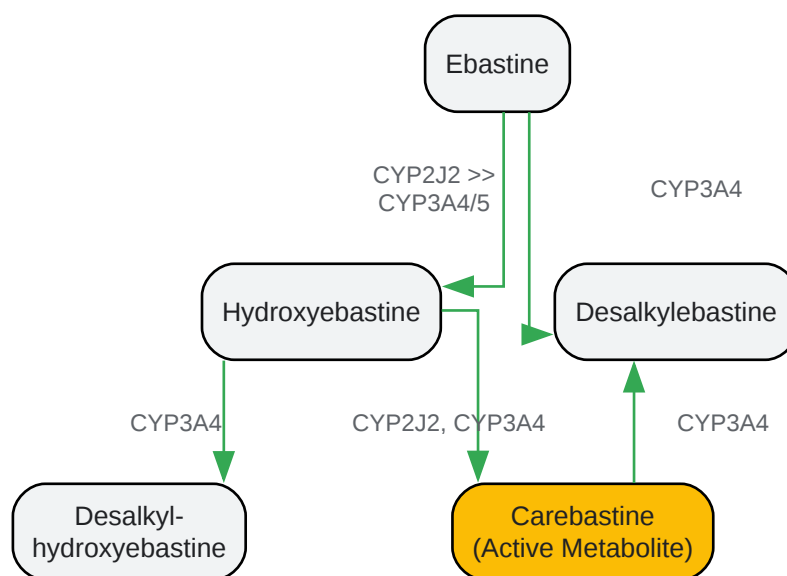 Ebastine
CYP2J2 >>
CYP3A4/5
CYP3A4
Hydroxyebastine
Desalkylebastine
CYP3A4
CYP2J2, CYP3A4
CYP3A4
Desalkyl-
hydroxyebastine
Carebastine
(Active Metabolite)